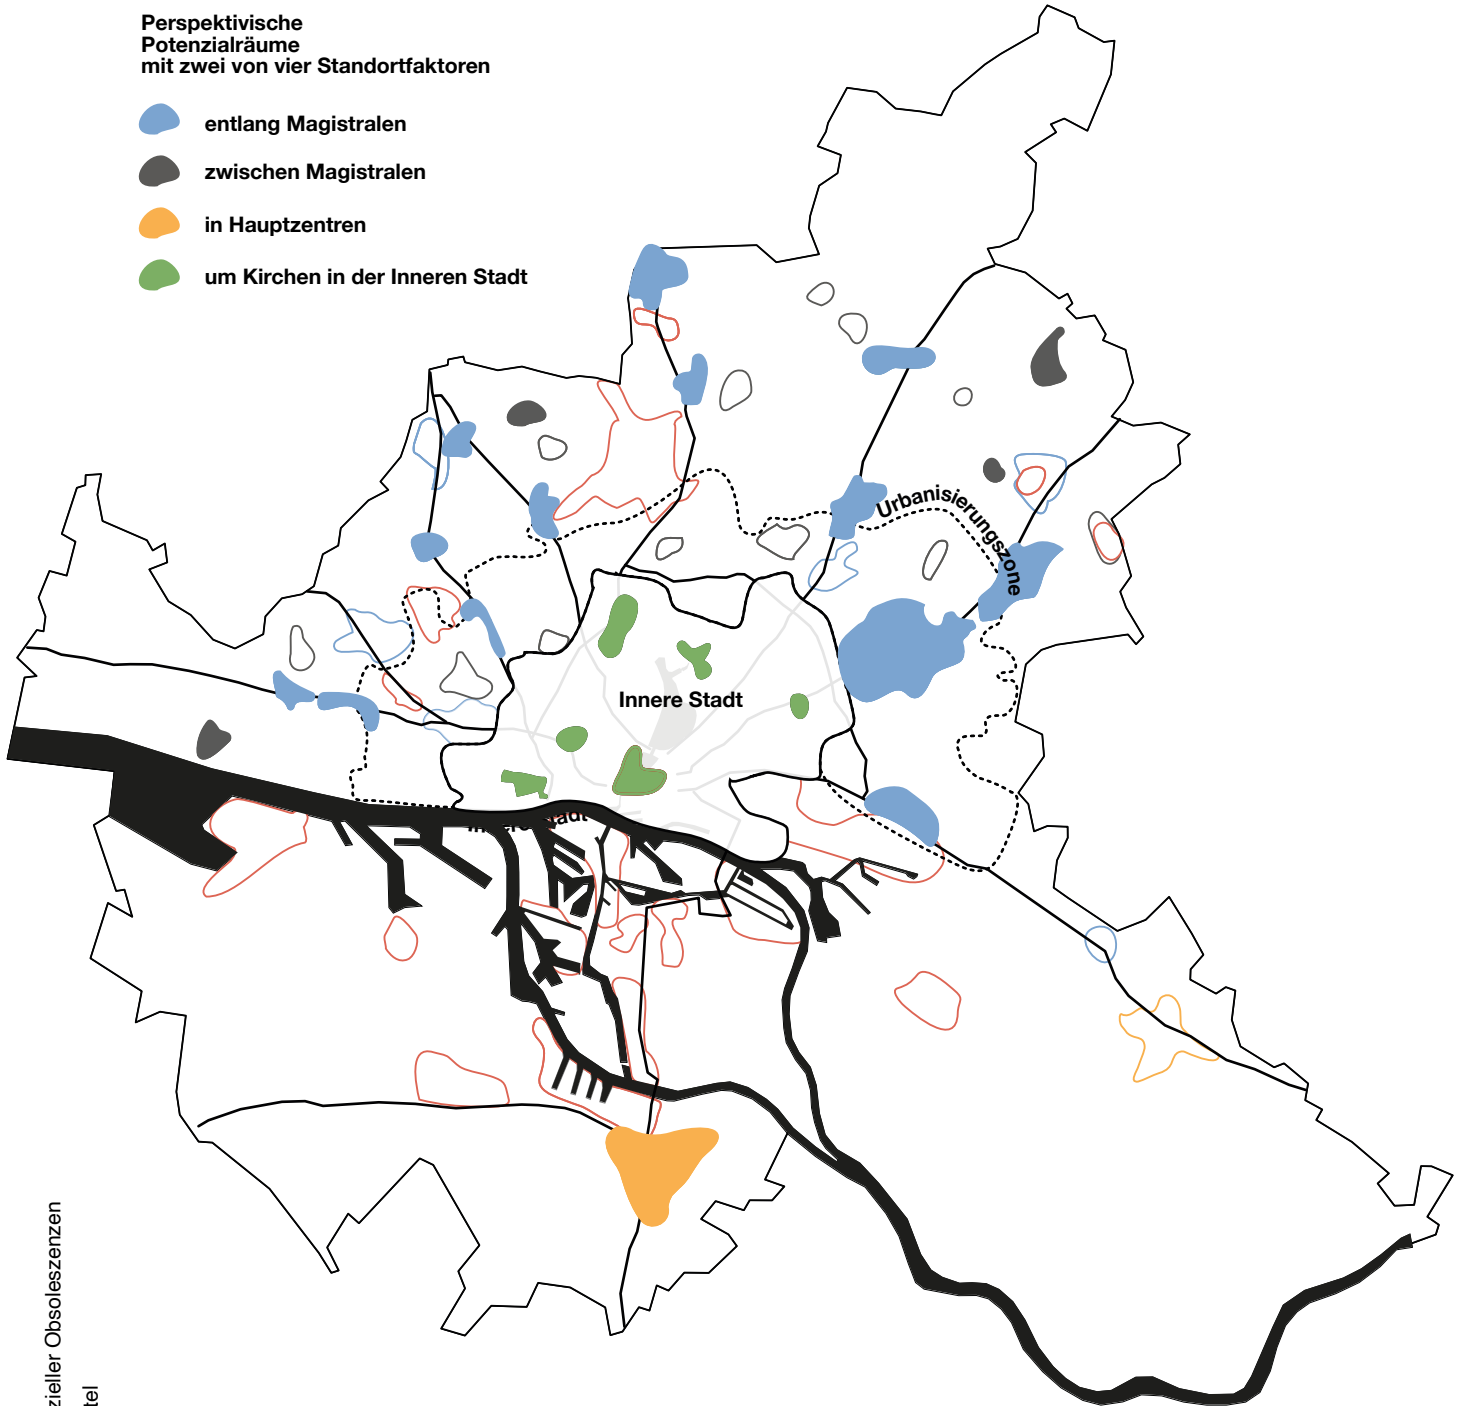 Perspektivische
Potenzialräume
mit zwei von vier Standortfaktoren
entlang Magistralen
zwischen Magistralen
in Hauptzentren
um Kirchen in der Inneren Stadt
Urbanisierungszone
Innere Stadt
zieller Obsoleszenzen
tel